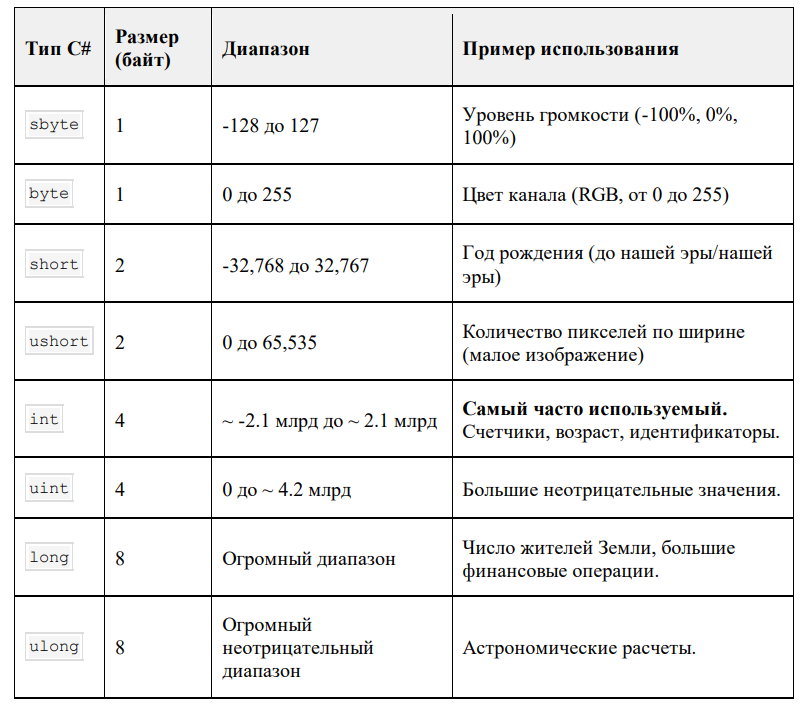 Тип C#
Размер
(байт)
Диапазон
Пример использования
sbyte
1
-128 до 127
Уровень громкости (-100%, 0%,
100%)
byte
1
0 до 255
Цвет канала (RGB, от 0 до 255)
short
2
-32,768 до 32,767
Год рождения (до нашей эры/нашей
эры)
ushort
2
0 до 65,535
Количество пикселей по ширине
(малое изображение)
int
4
~ -2.1 млрд до ~ 2.1 млрд
Самый часто используемый.
Счетчики, возраст, идентификаторы.
uint
4
0 до ~ 4.2 млрд
Большие неотрицательные значения.
long
8
Огромный диапазон
Число жителей Земли, большие
финансовые операции.
ulong
8
Огромный
неотрицательный
диапазон
Астрономические расчеты.